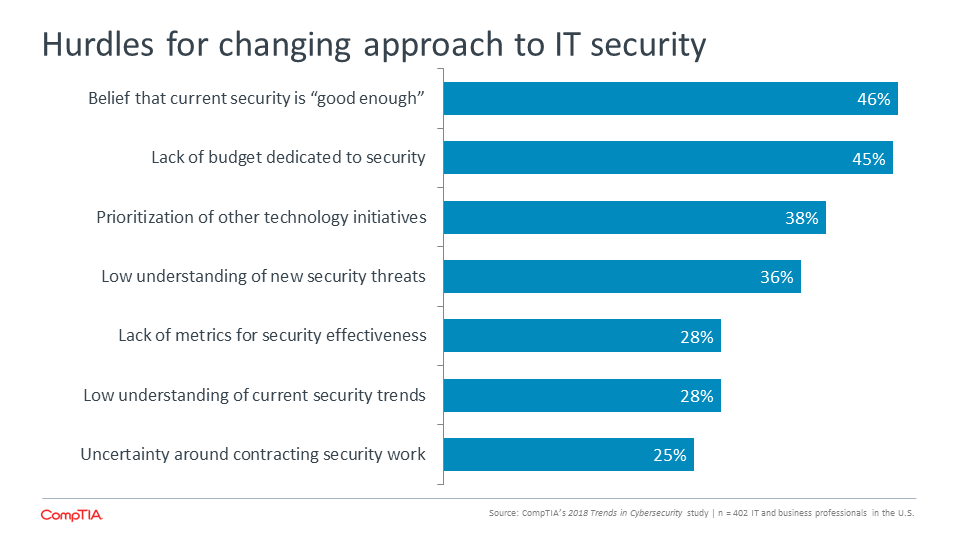 Hurdles for changing approach to IT security
Belief that current security is “good enough” 46%
Lack of budget dedicated to security 45%
Prioritization of other technology initiatives 38%
Low understanding of new security threats 36%
Lack of metrics for security effectiveness 28%
Low understanding of current security trends 28%
Uncertainty around contracting security work 25%
CompTIA. Source: CompTIA’s 2018 Trends in Cybersecurity study | n = 402 IT and business professionals in the U.S.